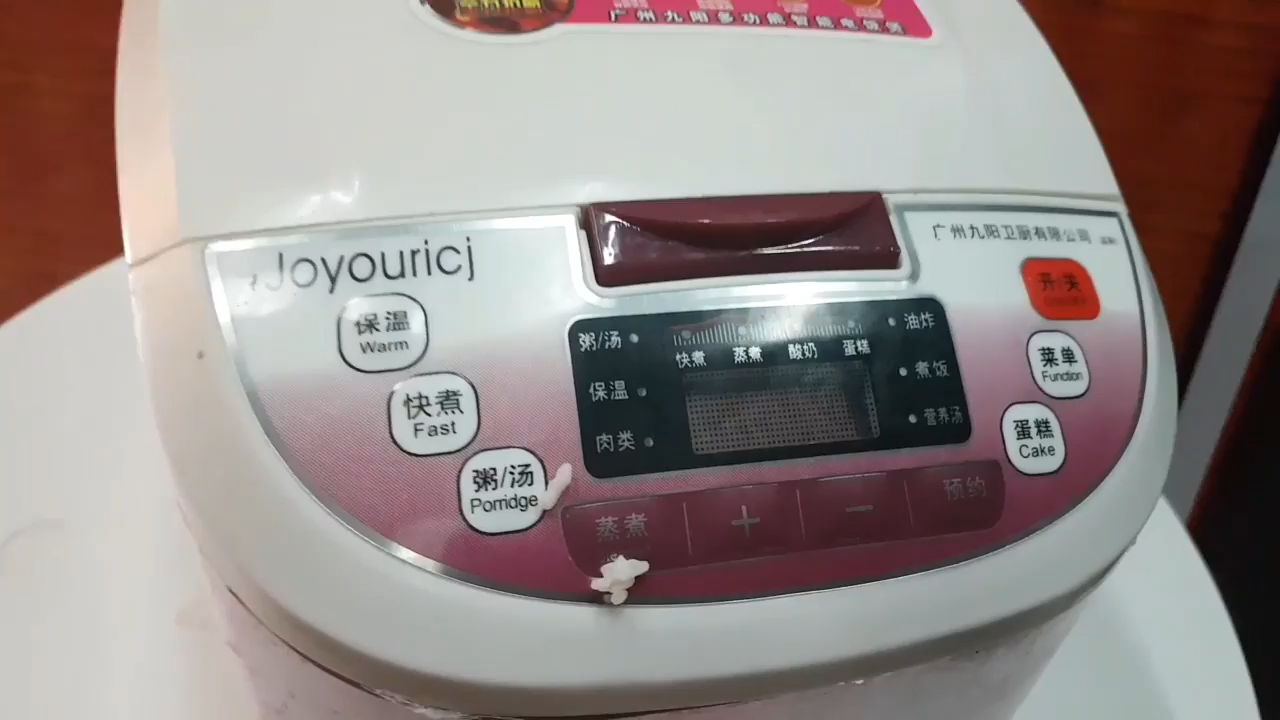 广州九阳多功能智能电饭煲
Joyouricj
广州九阳卫厨有限公司
保温
Warm
快煮
Fast
粥/汤
Porridge
粥/汤
保温
肉类
快煮 蒸煮 酸奶 蛋糕
油炸
煮饭
营养汤
开/关
菜单
Function
蛋糕
Cake
蒸煮 + − 预约